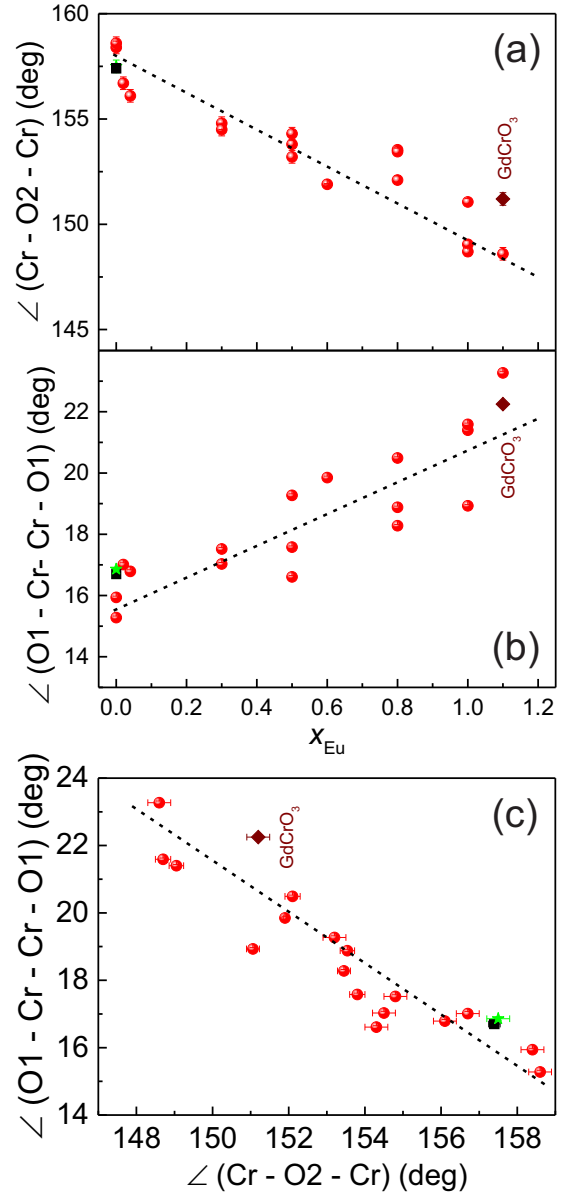 (a)
∠ (Cr - O2 - Cr) (deg)
160
155
150
145
GdCrO3
(b)
∠ (O1 - Cr- Cr - O1) (deg)
22
20
18
16
14
GdCrO3
0.0 0.2 0.4 0.6 0.8 1.0 1.2
xEu
(c)
∠ (O1 - Cr - Cr - O1) (deg)
24
22
20
18
16
14
GdCrO3
148 150 152 154 156 158
∠ (Cr - O2 - Cr) (deg)